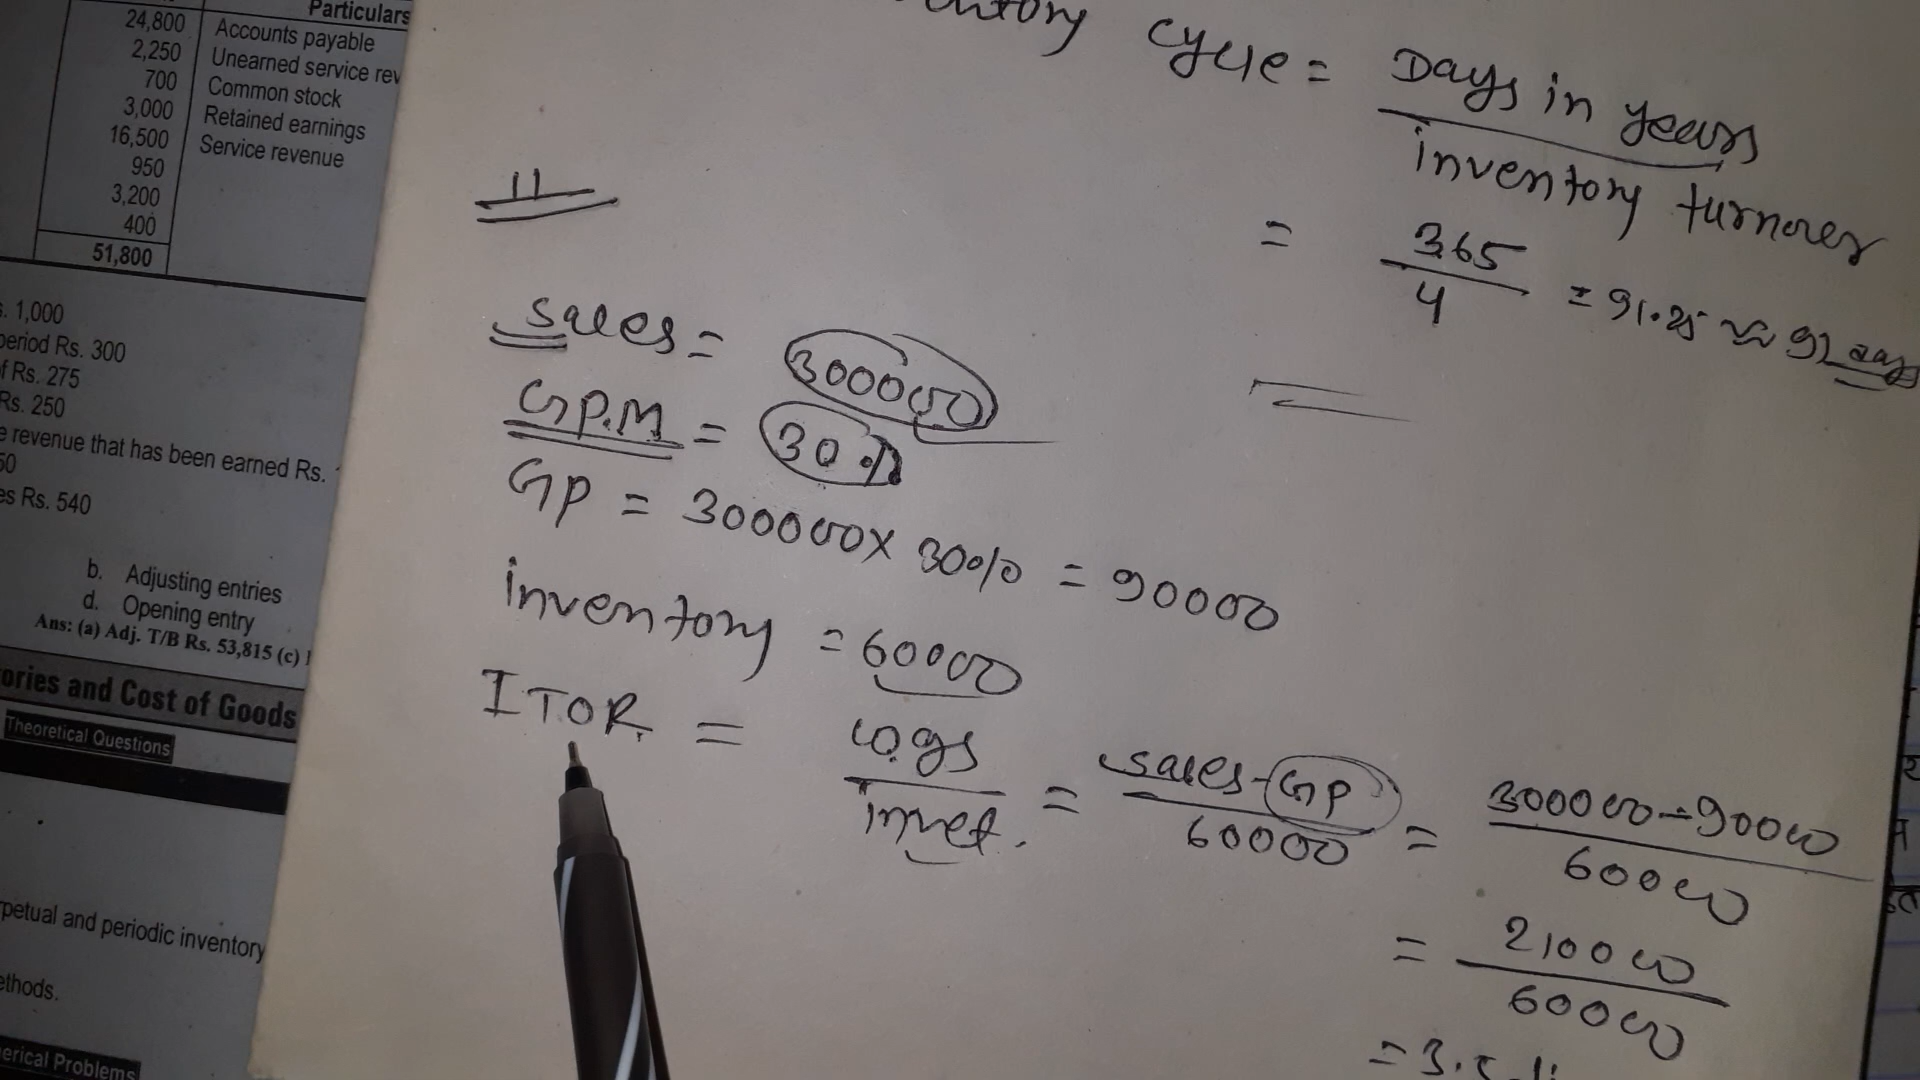 Particulars
24,800 Accounts payable
2,250 Unearned service rev
700 Common stock
3,000 Retained earnings
16,500 Service revenue
950
3,200
400
51,800
. 1,000
period Rs. 300
f Rs. 275
Rs. 250
e revenue that has been earned Rs.
50
es Rs. 540
b. Adjusting entries
d. Opening entry
Ans: (a) Adj. T/B Rs. 53,815 (c)
ories and Cost of Goods
Theoretical Questions
petual and periodic inventory
ethods.
erical Problems
ntory cycle = Days in years
inventory turnover
= 365
4
= 91.25 ≈ 92 days
11
Sales = 300000
G.P.M = 30%
GP = 300000 × 30% = 90000
inventory = 60000
ITOR = cogs = sales-GP = 300000-90000
invet. 60000 60000
= 210000
60000
= 3.5